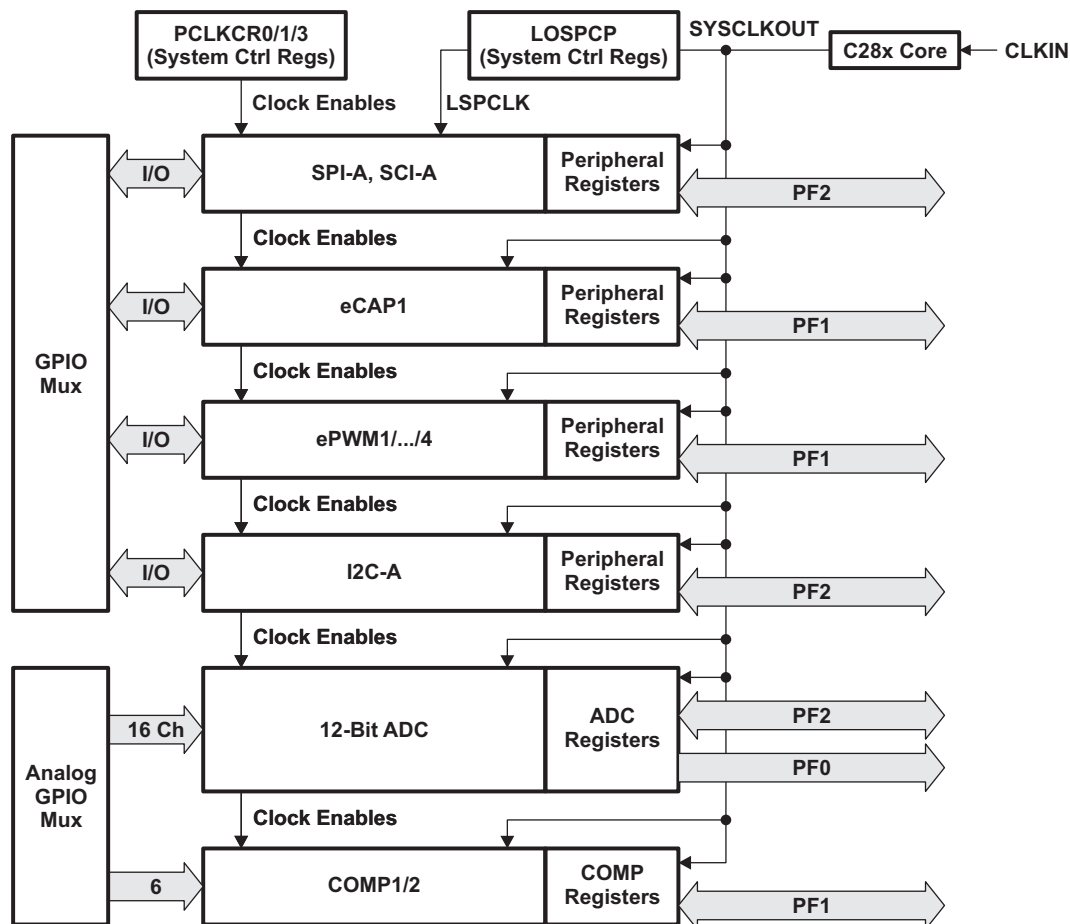 PCLKCR0/1/3
(System Ctrl Regs)
LOSPCP
(System Ctrl Regs)
SYSCLKOUT
C28x Core
CLKIN
Clock Enables
LSPCLK
I/O
SPI-A, SCI-A
Peripheral
Registers
PF2
Clock Enables
I/O
eCAP1
Peripheral
Registers
PF1
GPIO
Mux
Clock Enables
I/O
ePWM1/.../4
Peripheral
Registers
PF1
Clock Enables
I/O
I2C-A
Peripheral
Registers
PF2
Clock Enables
16 Ch
12-Bit ADC
ADC
Registers
PF2
PF0
Analog
GPIO
Mux
Clock Enables
6
COMP1/2
COMP
Registers
PF1